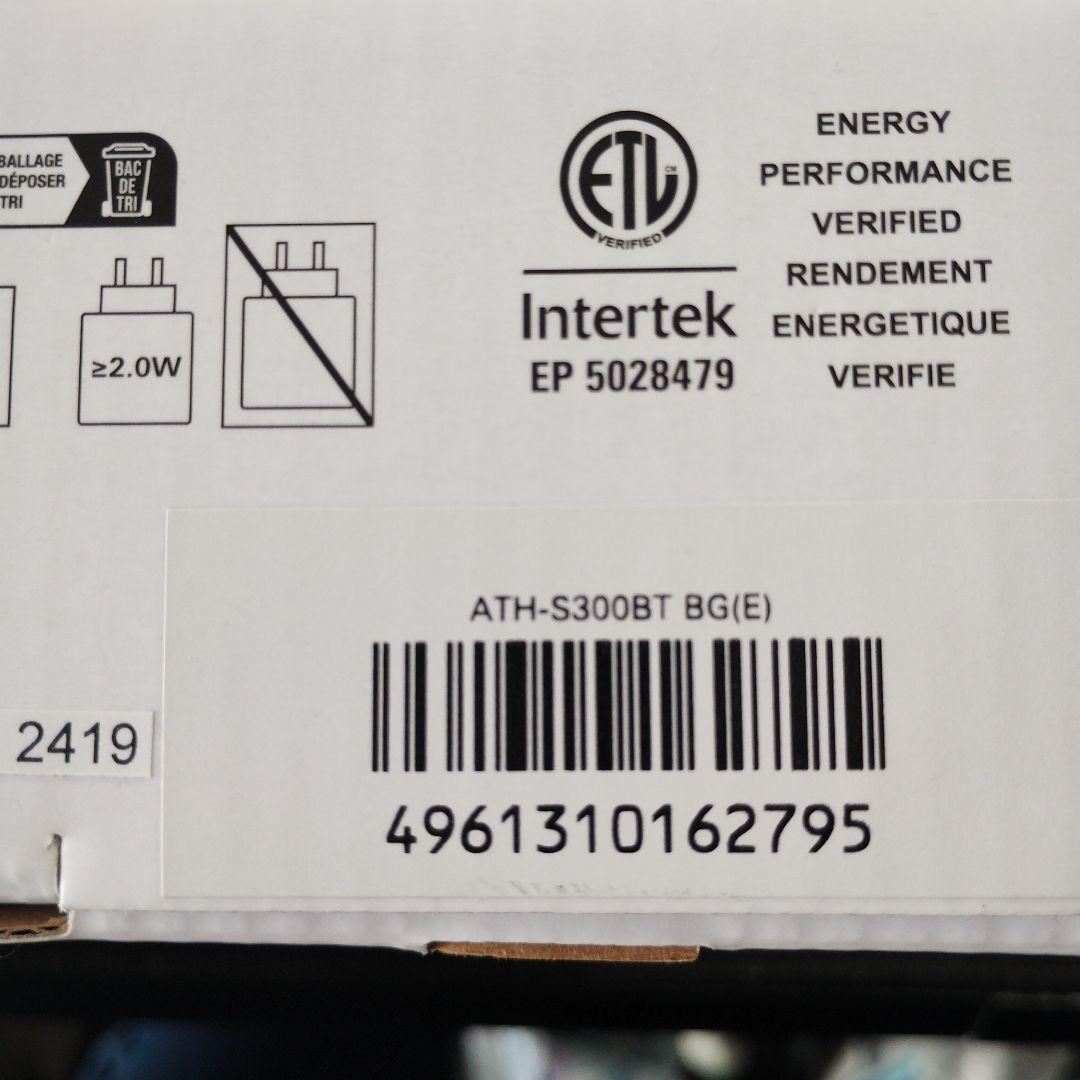 BALLAGE
DÉPOSER
TRI
BAC
DE
TRI
≥2.0W
ETL
CM
VERIFIED
Intertek
EP 5028479
ENERGY
PERFORMANCE
VERIFIED
RENDEMENT
ENERGETIQUE
VERIFIE
ATH-S300BT BG(E)
4961310162795
2419